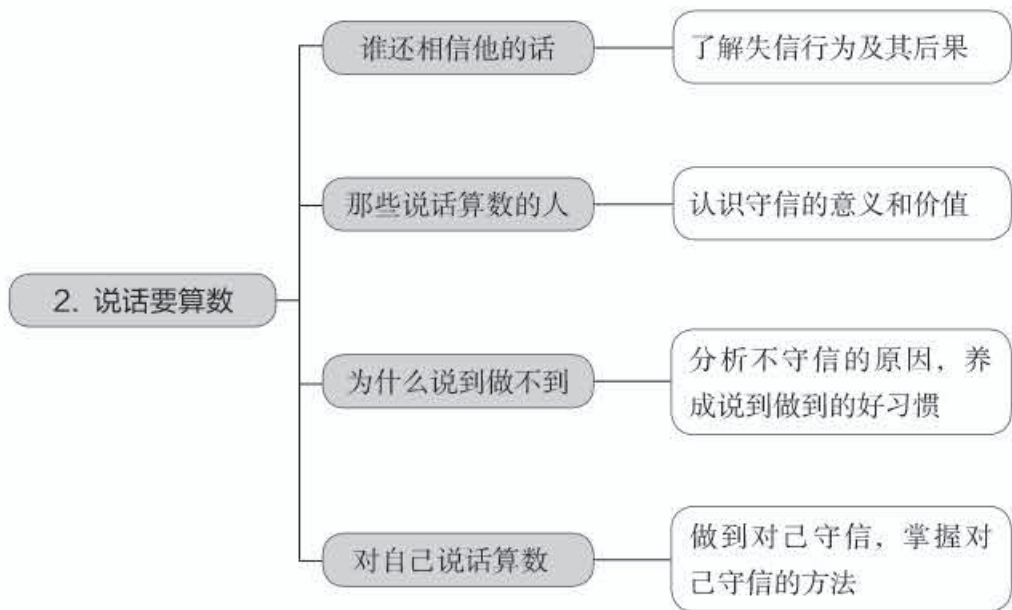 谁还相信他的话
了解失信行为及其后果
那些说话算数的人
认识守信的意义和价值
2. 说话要算数
为什么说到做不到
分析不守信的原因，养
成说到做到的好习惯
对自己说话算数
做到对己守信，掌握对
己守信的方法